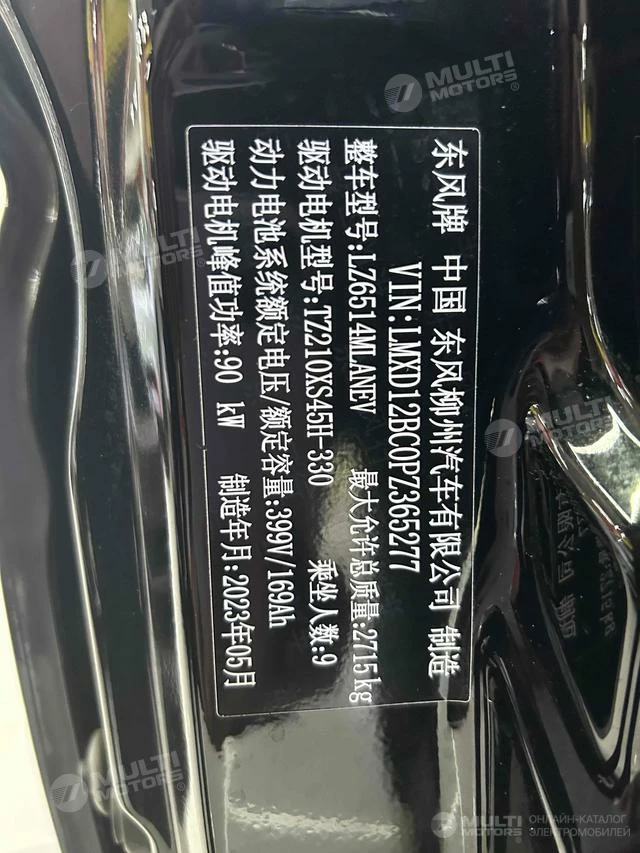 东风牌 中国 东风柳州汽车有限公司 制造
VIN:LMXD12BC0PZ365277
整车型号:LZ6514MLANEV 最大允许总质量:2715kg
驱动电机型号:TZ210XS45H-330 乘坐人数:9
动力电池系统额定电压/额定容量:399V/169Ah
驱动电机峰值功率:90 kW 制造年月:2023年05月
MULTI MOTORS®
MULTI MOTORS®
MULTI MOTORS®
MULTI MOTORS®
MULTI MOTORS®
MULTI MOTORS
ОНЛАЙН-КАТАЛОГ
ЭЛЕКТРОМОБИЛЕЙ